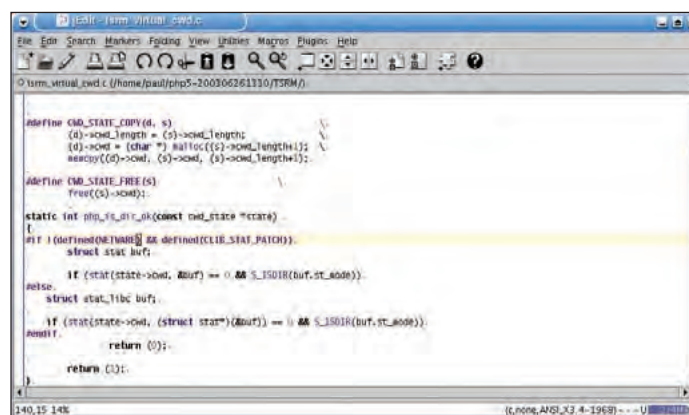 jEdit - tsrm_virtual_cwd.c
File Edit Search Markers Folding View Utilities Macros Plugins Help
tsrm_virtual_cwd.c (/home/paul/php5-200306261330/TSRM/)
#define CWD_STATE_COPY(d, s) \
(d)->cwd_length = (s)->cwd_length; \
(d)->cwd = (char *) malloc((s)->cwd_length+1); \
memcpy((d)->cwd, (s)->cwd, (s)->cwd_length+1);
#define CWD_STATE_FREE(s) \
free((s)->cwd);
static int php_is_dir_ok(const cwd_state *state)
{
#if !(defined(NETWARE) && defined(CLIB_STAT_PATCH))
struct stat buf;
if (stat(state->cwd, &buf) == 0 && S_ISDIR(buf.st_mode))
#else
struct stat_libc buf;
if (stat(state->cwd, (struct stat*)(&buf)) == 0 && S_ISDIR(buf.st_mode))
#endif
return (0);
return (1);
}
140,15 14%
(c,none,ANSI_X3.4-1968) - - - U